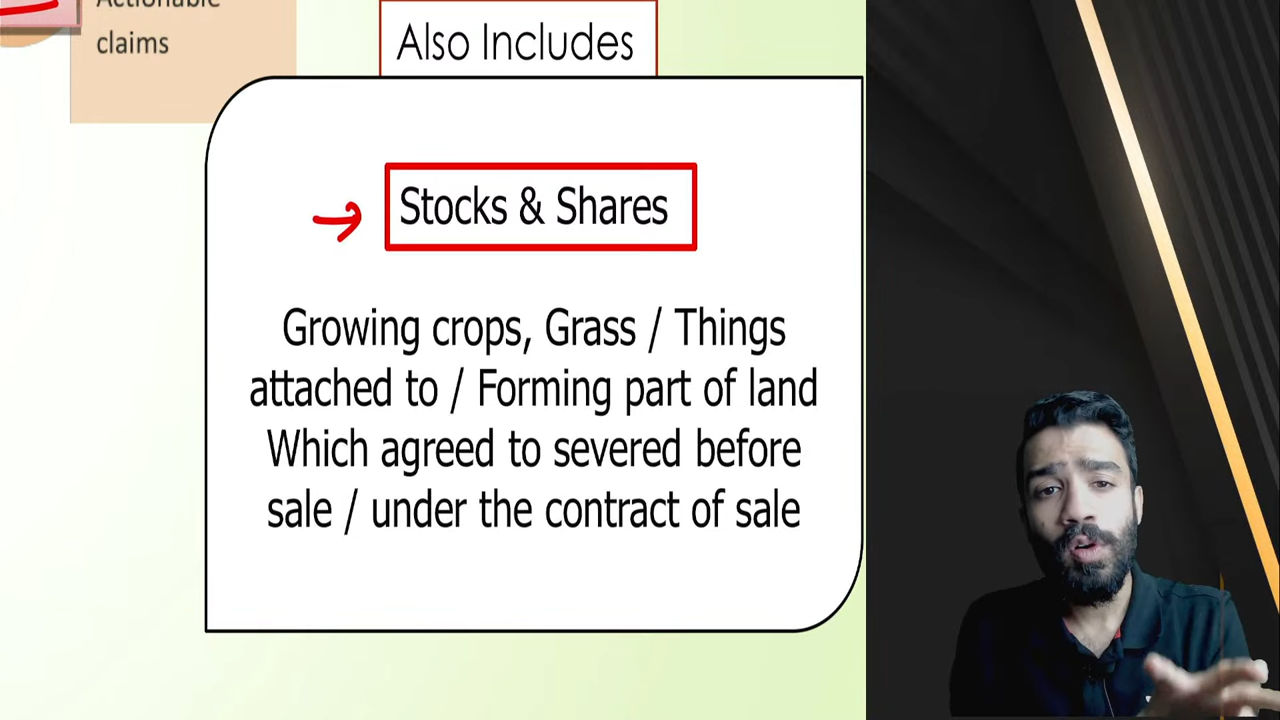 Actionable
claims
Also Includes
Stocks & Shares
Growing crops, Grass / Things
attached to / Forming part of land
Which agreed to severed before
sale / under the contract of sale